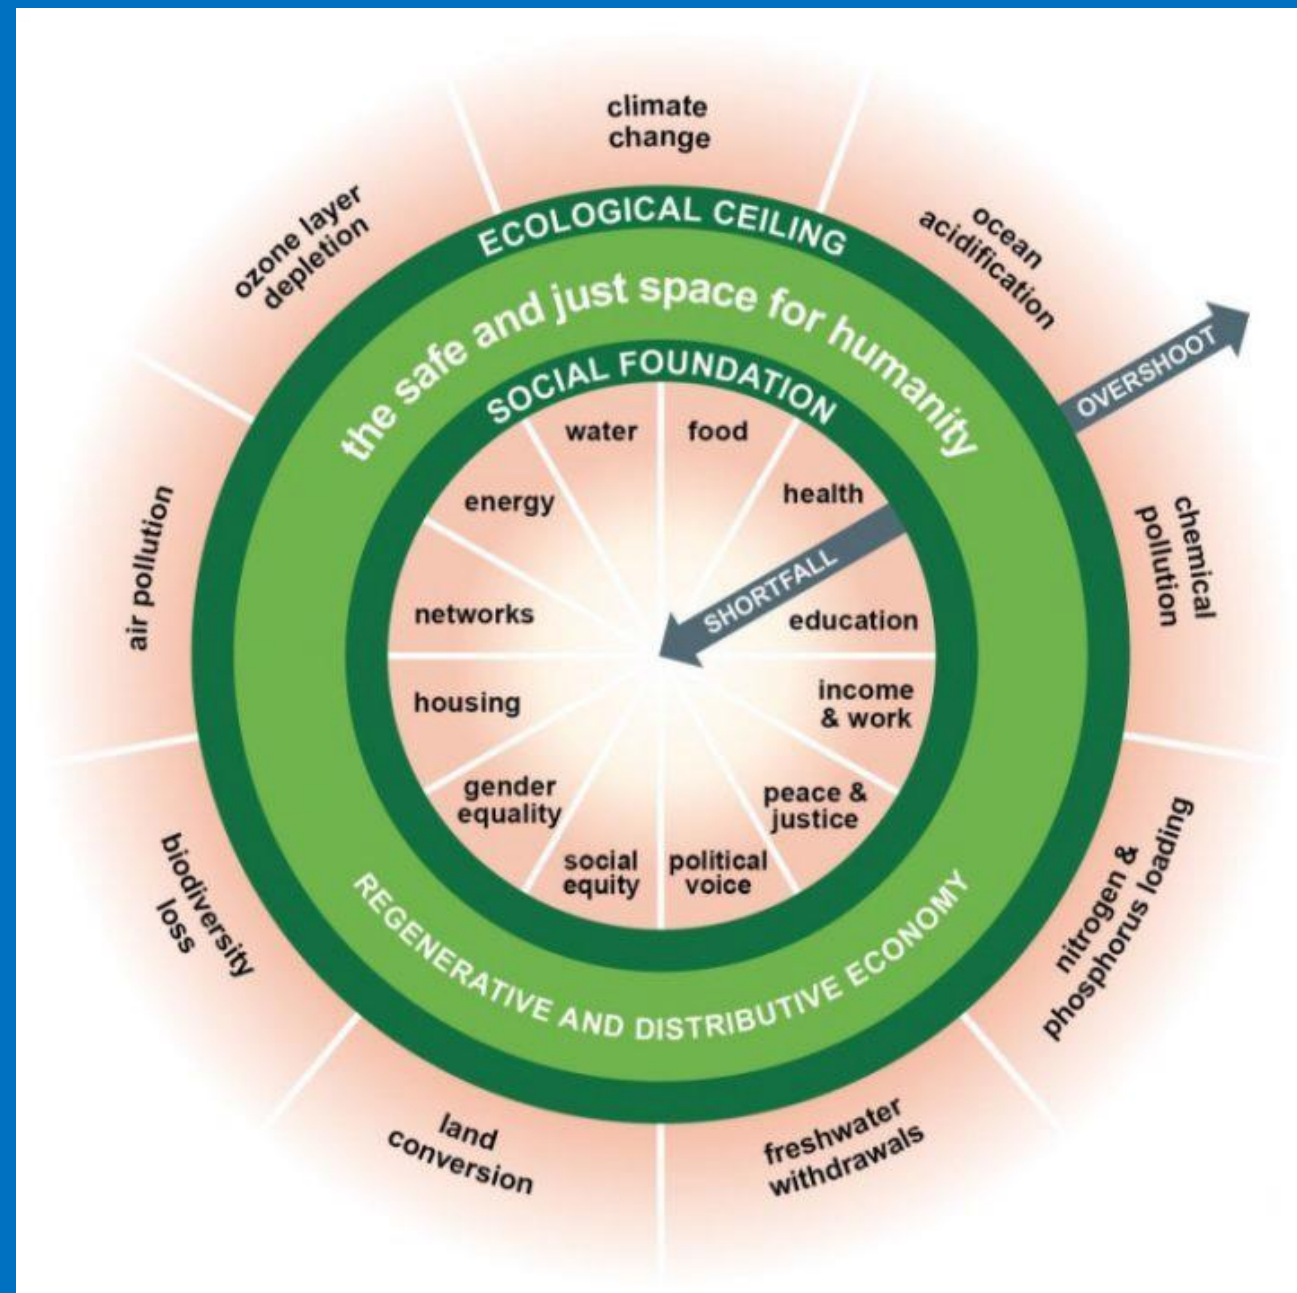 climate
change
ocean
acidification
OVERSHOOT
chemical
pollution
nitrogen &
phosphorus loading
freshwater
withdrawals
land
conversion
biodiversity
loss
air pollution
ozone layer
depletion
ECOLOGICAL CEILING
the safe and just space for humanity
SOCIAL FOUNDATION
water
food
health
SHORTFALL
education
income
& work
peace &
justice
political
voice
social
equity
gender
equality
housing
networks
energy
REGENERATIVE AND DISTRIBUTIVE ECONOMY